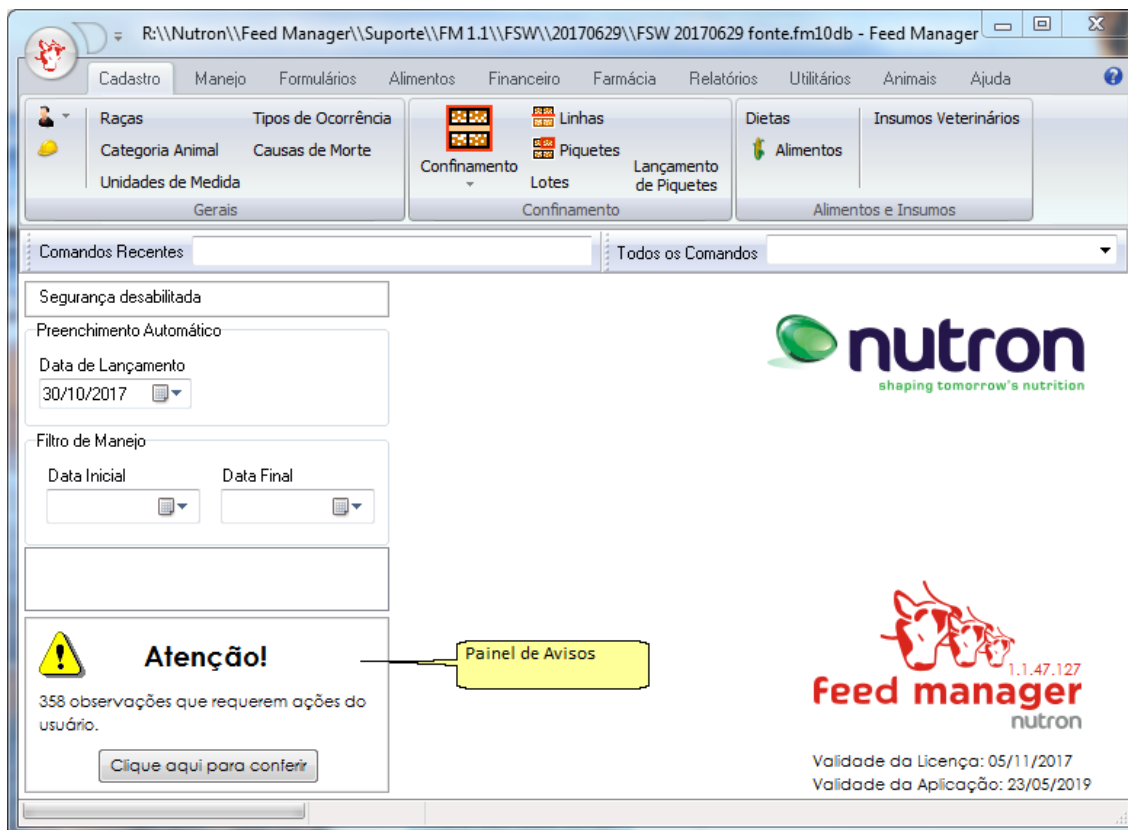 R:\\Nutron\\Feed Manager\\Suporte\\FM 1.1\\FSW\\20170629\\FSW 20170629 fonte.fm10db - Feed Manager
Cadastro Manejo Formulários Alimentos Financeiro Farmácia Relatórios Utilitários Animais Ajuda
Raças Tipos de Ocorrência
Categoria Animal Causas de Morte
Unidades de Medida
Gerais
Confinamento
Linhas
Piquetes
Lotes
Lançamento
de Piquetes
Confinamento
Dietas
Alimentos
Insumos Veterinários
Alimentos e Insumos
Comandos Recentes
Todos os Comandos
Segurança desabilitada
Preenchimento Automático
Data de Lançamento
30/10/2017
Filtro de Manejo
Data Inicial Data Final
nutron
shaping tomorrow's nutrition
Atenção!
358 observações que requerem ações do
usuário.
Clique aqui para conferir
Painel de Avisos
1.1.47.127
Feed manager
nutron
Validade da Licença: 05/11/2017
Validade da Aplicação: 23/05/2019